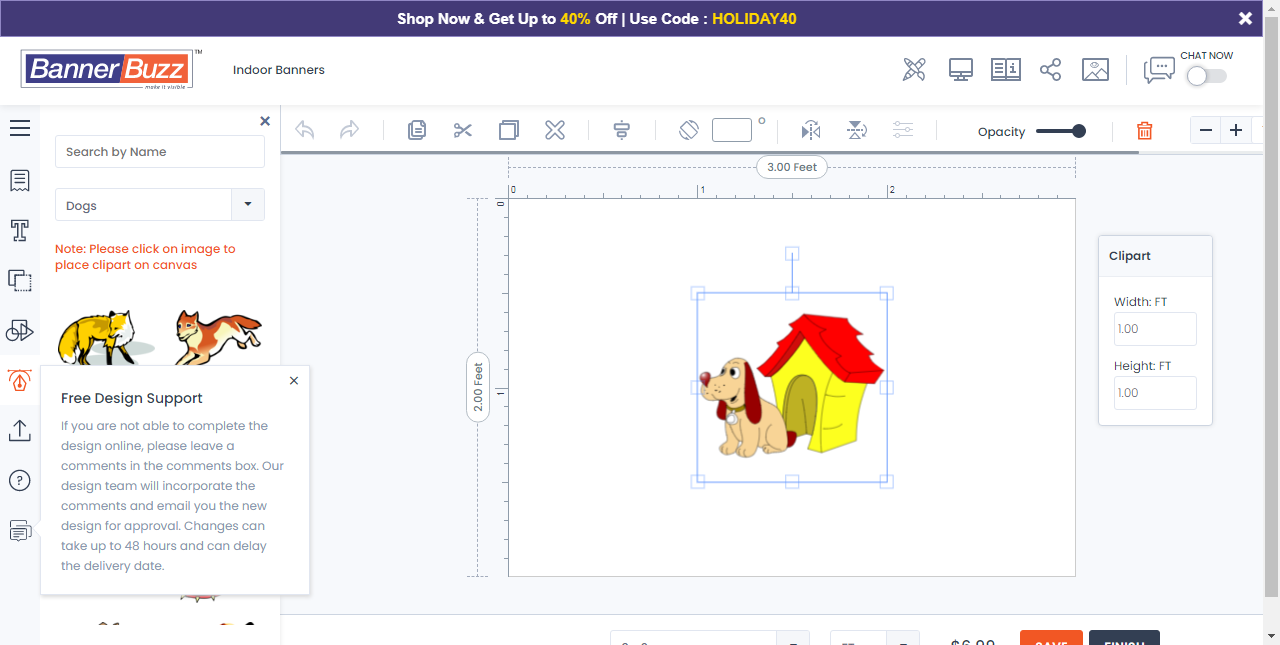 Shop Now & Get Up to 40% Off | Use Code : HOLIDAY40
BannerBuzz™
make it visible
Indoor Banners
CHAT NOW
Search by Name
Dogs
Note: Please click on image to
place clipart on canvas
Opacity
3.00 Feet
0 1 2
0
1
2.00 Feet
Clipart
Width: FT
1.00
Height: FT
1.00
Free Design Support
If you are not able to complete the
design online, please leave a
comments in the comments box. Our
design team will incorporate the
comments and email you the new
design for approval. Changes can
take up to 48 hours and can delay
the delivery date.
SAVE
FINISH